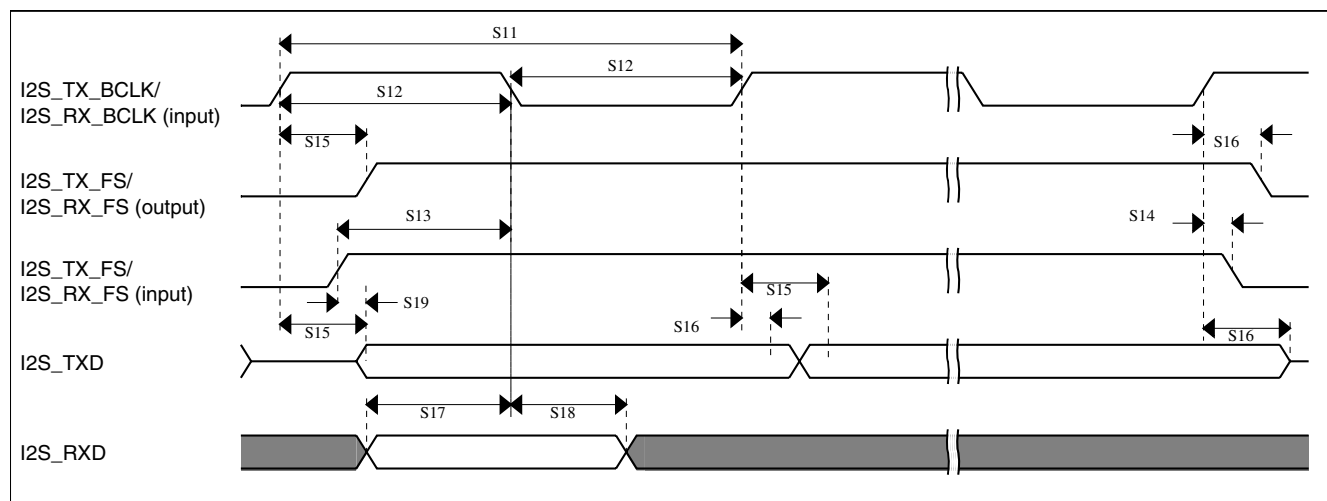 S11
I2S_TX_BCLK/
I2S_RX_BCLK (input)
S12
S12
S15
S16
I2S_TX_FS/
I2S_RX_FS (output)
S13
S14
I2S_TX_FS/
I2S_RX_FS (input)
S15
S19
S15
S16
S16
I2S_TXD
S17
S18
I2S_RXD